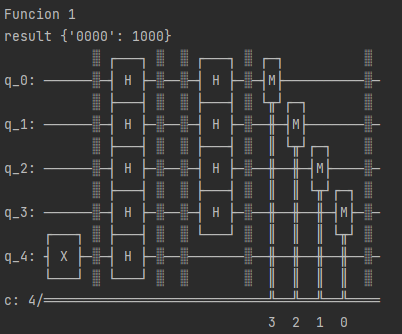 Funcion 1
result {'0000': 1000}
q_0: H H M
q_1: H H M
q_2: H H M
q_3: H H M
q_4: X H
c: 4/
3 2 1 0